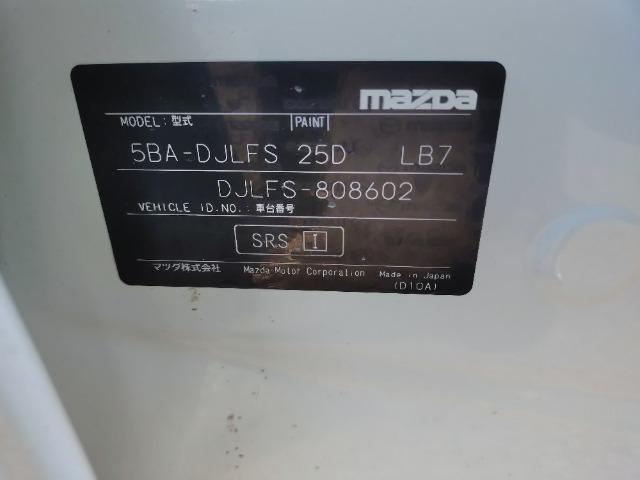 mazda
MODEL: 型式 PAINT
5BA-DJLFS 25D LB7
DJLFS-808602
VEHICLE ID.NO.: 車台番号
SRS I
マツダ株式会社 Mazda Motor Corporation Made in Japan
(D10A)